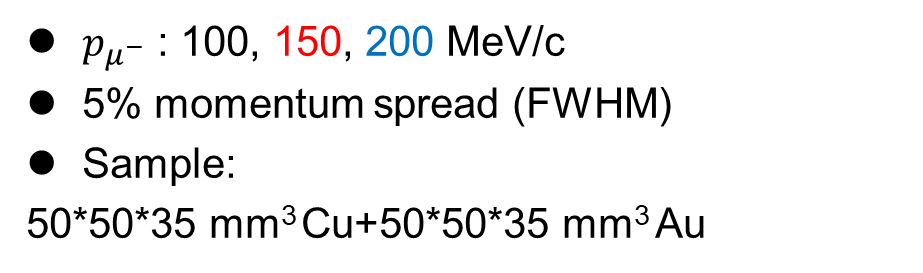 ● 𝑝𝜇⁻ : 100, 150, 200 MeV/c
● 5% momentum spread (FWHM)
● Sample:
50*50*35 mm³ Cu+50*50*35 mm³ Au